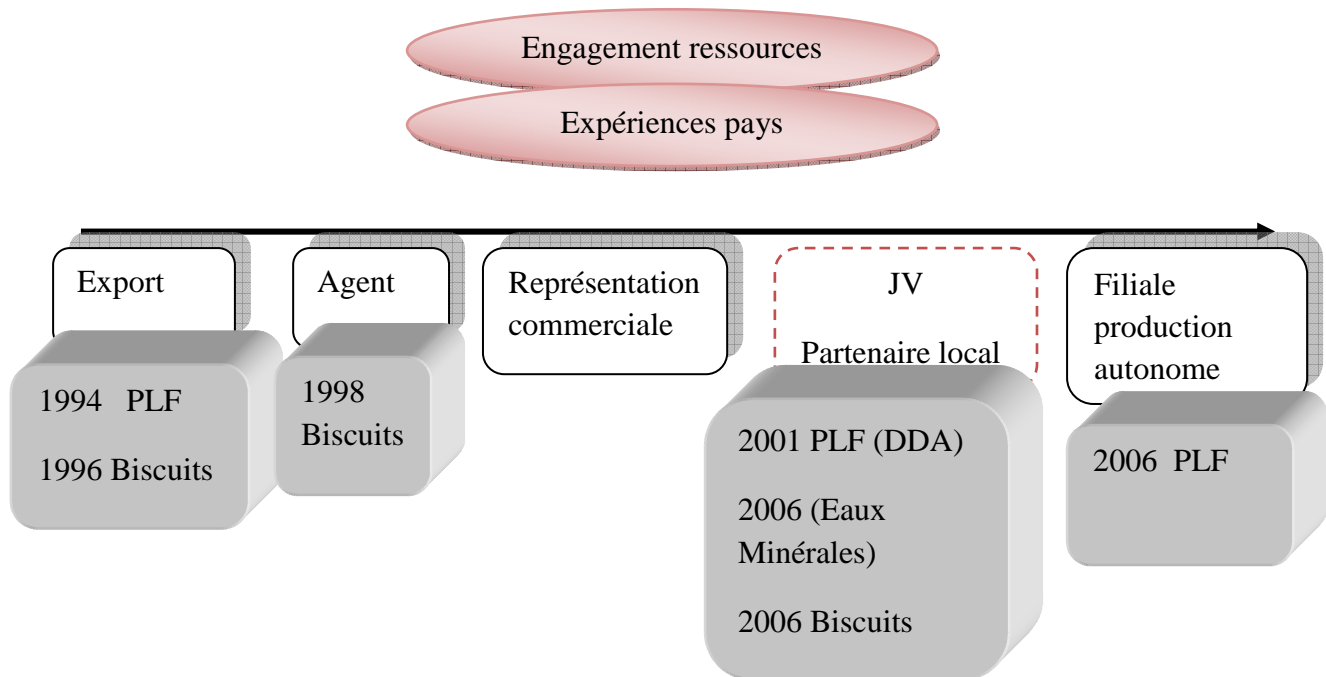 Engagement ressources
Expériences pays
Export
Agent
Représentation
commerciale
JV
Partenaire local
Filiale
production
autonome
1994 PLF
1996 Biscuits
1998
Biscuits
2001 PLF (DDA)
2006 (Eaux
Minérales)
2006 Biscuits
2006 PLF